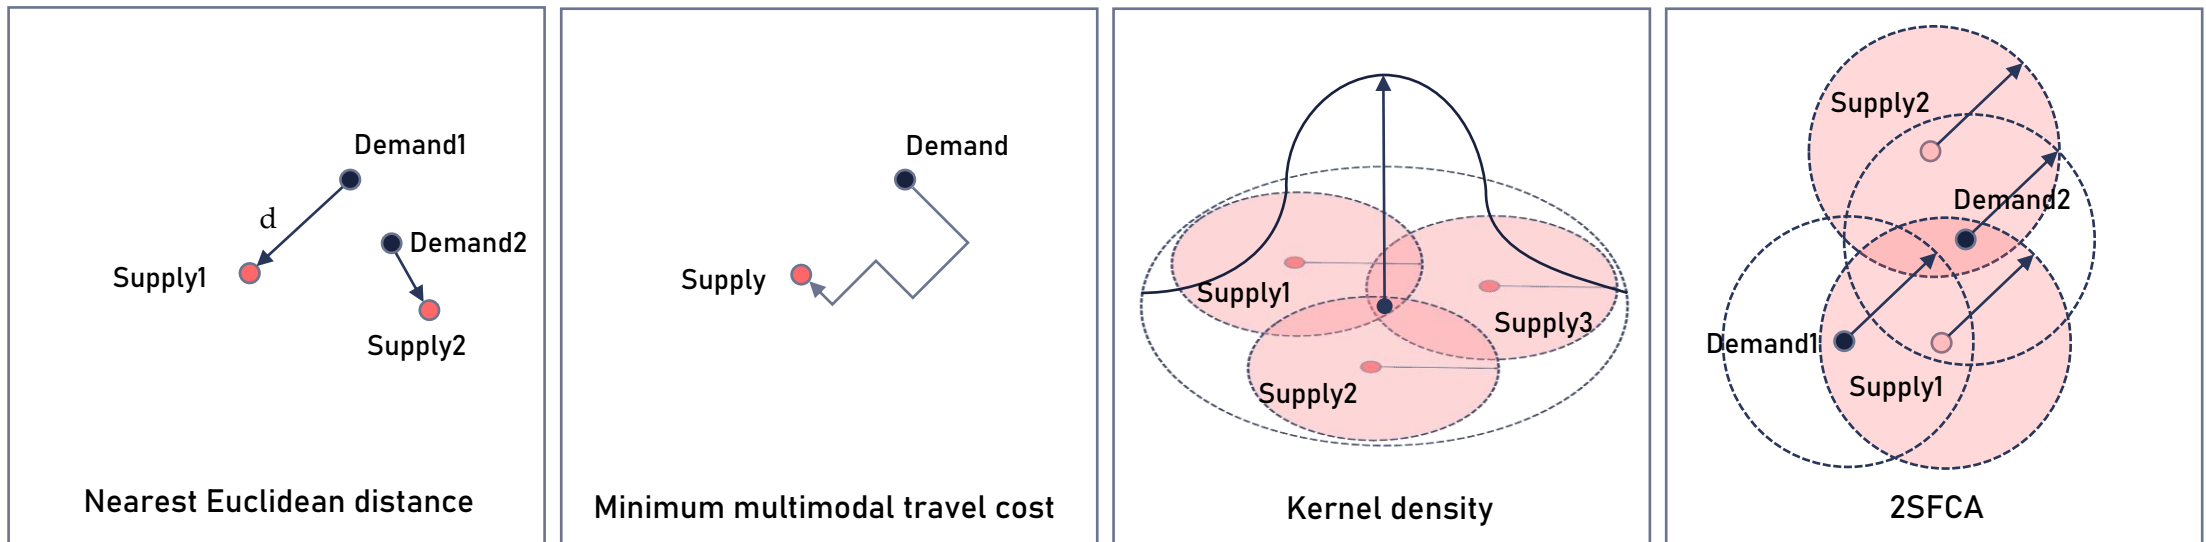 Demand1
d
Demand2
Supply1
Supply2
Nearest Euclidean distance
Demand
Supply
Minimum multimodal travel cost
Supply1
Supply3
Supply2
Kernel density
Supply2
Demand2
Demand1
Supply1
2SFCA